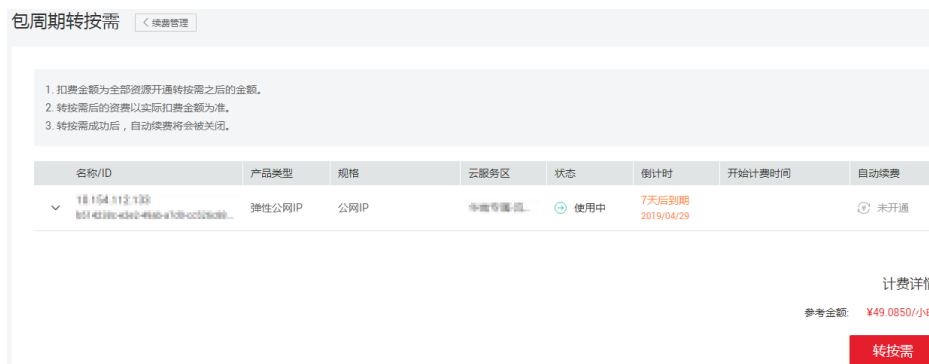 包周期转按需
续费管理
1. 扣费金额为全部资源开通转按需之后的金额。
2. 转按需后的资费以实际扣费金额为准。
3. 转按需成功后，自动续费将会被关闭。
名称/ID 产品类型 规格 云服务区 状态 倒计时 开始计费时间 自动续费
弹性公网IP 公网IP 使用中 7天后到期 未开通
2019/04/29
计费详
参考金额: ¥49.0850/小
转按需